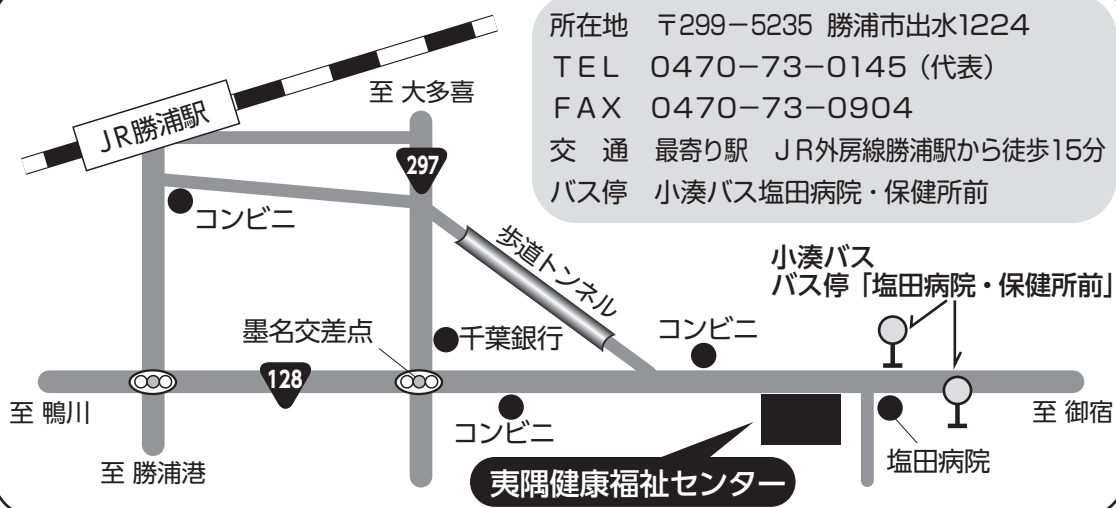 所在地　〒299－5235 勝浦市出水1224
ＴＥＬ　0470－73－0145（代表）
ＦＡＸ　0470－73－0904
交　通　最寄り駅　ＪＲ外房線勝浦駅から徒歩15分
バス停　小湊バス塩田病院・保健所前
JR勝浦駅
至 大多喜
297
コンビニ
歩道トンネル
小湊バス
バス停「塩田病院・保健所前」
墨名交差点
千葉銀行
コンビニ
128
至 鴨川
至 御宿
コンビニ
塩田病院
至 勝浦港
夷隅健康福祉センター